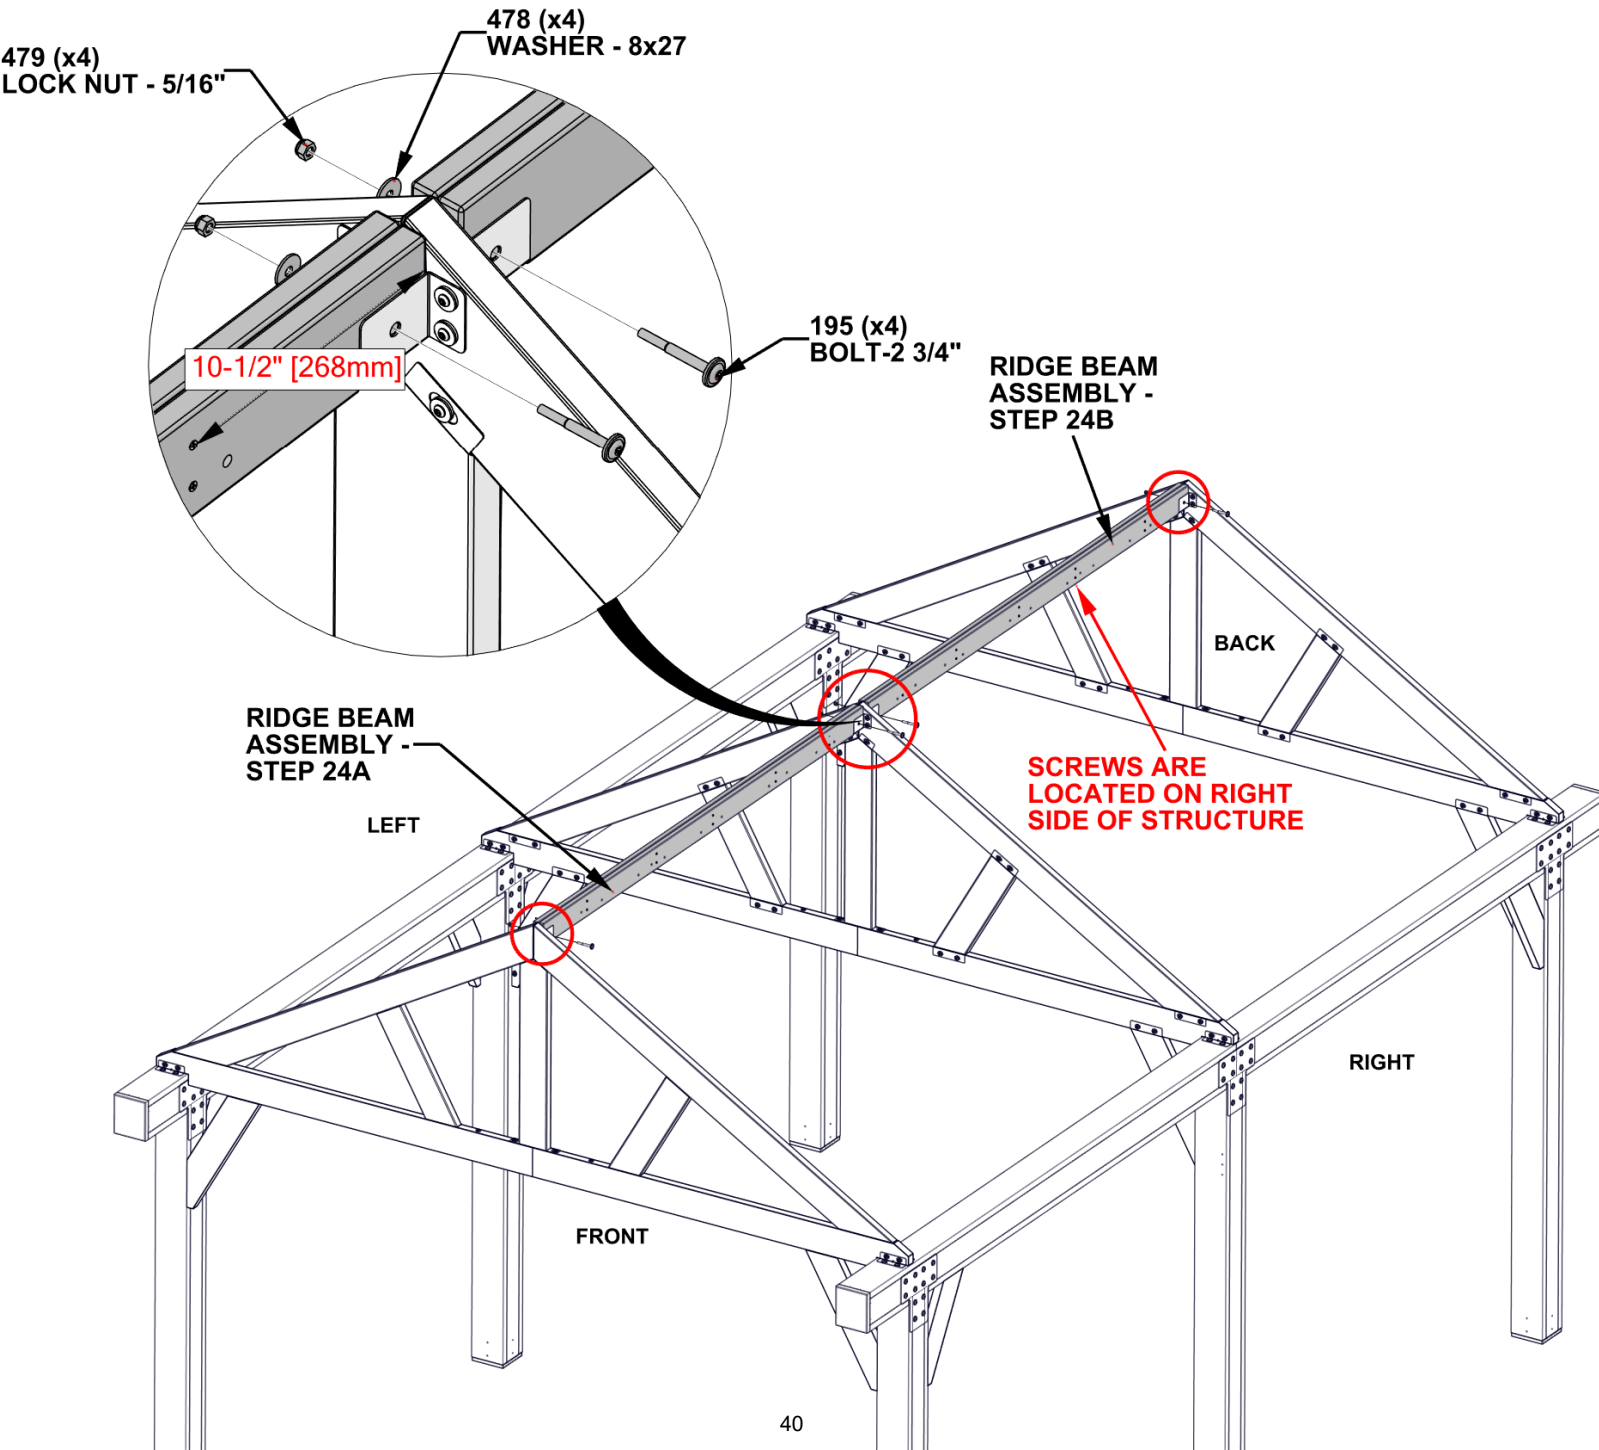 478 (x4)
WASHER - 8x27
479 (x4)
LOCK NUT - 5/16"
195 (x4)
BOLT-2 3/4"
10-1/2" [268mm]
RIDGE BEAM
ASSEMBLY -
STEP 24B
BACK
RIDGE BEAM
ASSEMBLY -
STEP 24A
SCREWS ARE
LOCATED ON RIGHT
SIDE OF STRUCTURE
LEFT
RIGHT
FRONT
40